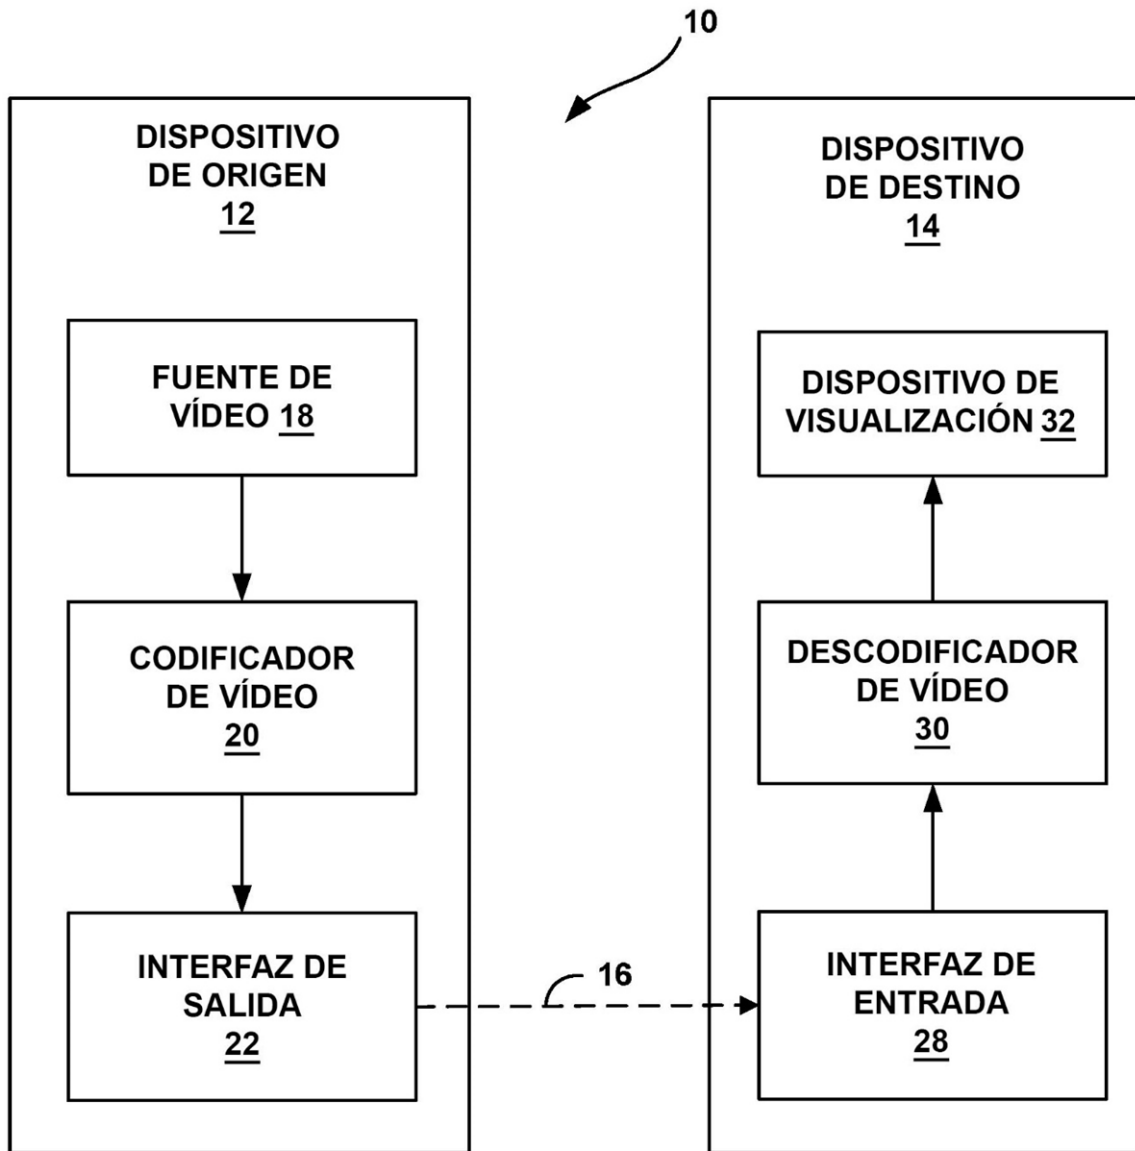 10
DISPOSITIVO
DE ORIGEN
12
FUENTE DE
VÍDEO 18
CODIFICADOR
DE VÍDEO
20
INTERFAZ DE
SALIDA
22
16
DISPOSITIVO
DE DESTINO
14
DISPOSITIVO DE
VISUALIZACIÓN 32
DESCODIFICADOR
DE VÍDEO
30
INTERFAZ DE
ENTRADA
28